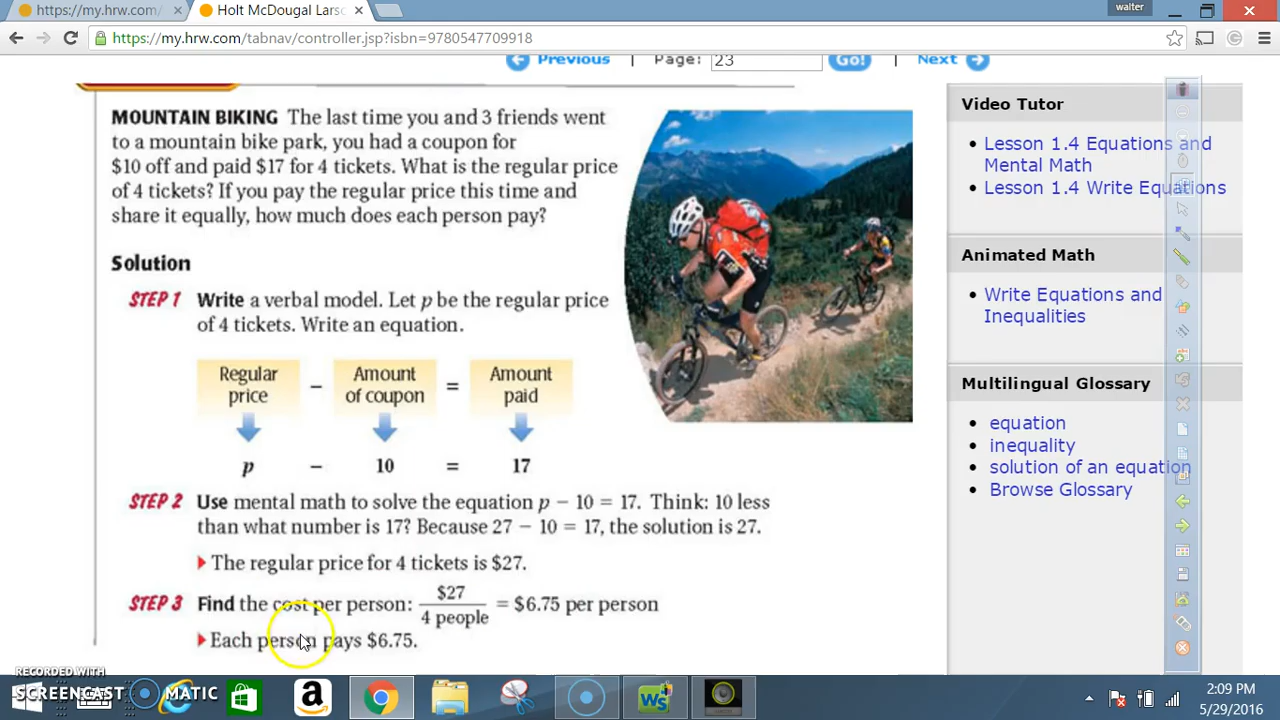 https://my.hrw.com/tabnav/
Holt McDougal Lars
walter
https://my.hrw.com/tabnav/controller.jsp?isbn=9780547709918
Previous | Page: 23 Go! | Next
MOUNTAIN BIKING The last time you and 3 friends went
to a mountain bike park, you had a coupon for
$10 off and paid $17 for 4 tickets. What is the regular price
of 4 tickets? If you pay the regular price this time and
share it equally, how much does each person pay?
Solution
STEP 1 Write a verbal model. Let p be the regular price
of 4 tickets. Write an equation.
Regular price – Amount of coupon = Amount paid
p – 10 = 17
STEP 2 Use mental math to solve the equation p – 10 = 17. Think: 10 less
than what number is 17? Because 27 – 10 = 17, the solution is 27.
The regular price for 4 tickets is $27.
STEP 3 Find the cost per person: $27 / 4 people = $6.75 per person
Each person pays $6.75.
Video Tutor
Lesson 1.4 Equations and
Mental Math
Lesson 1.4 Write Equations
Animated Math
Write Equations and
Inequalities
Multilingual Glossary
equation
inequality
solution of an equation
Browse Glossary
RECORDED WITH
SCREENCAST MATIC
2:09 PM
5/29/2016